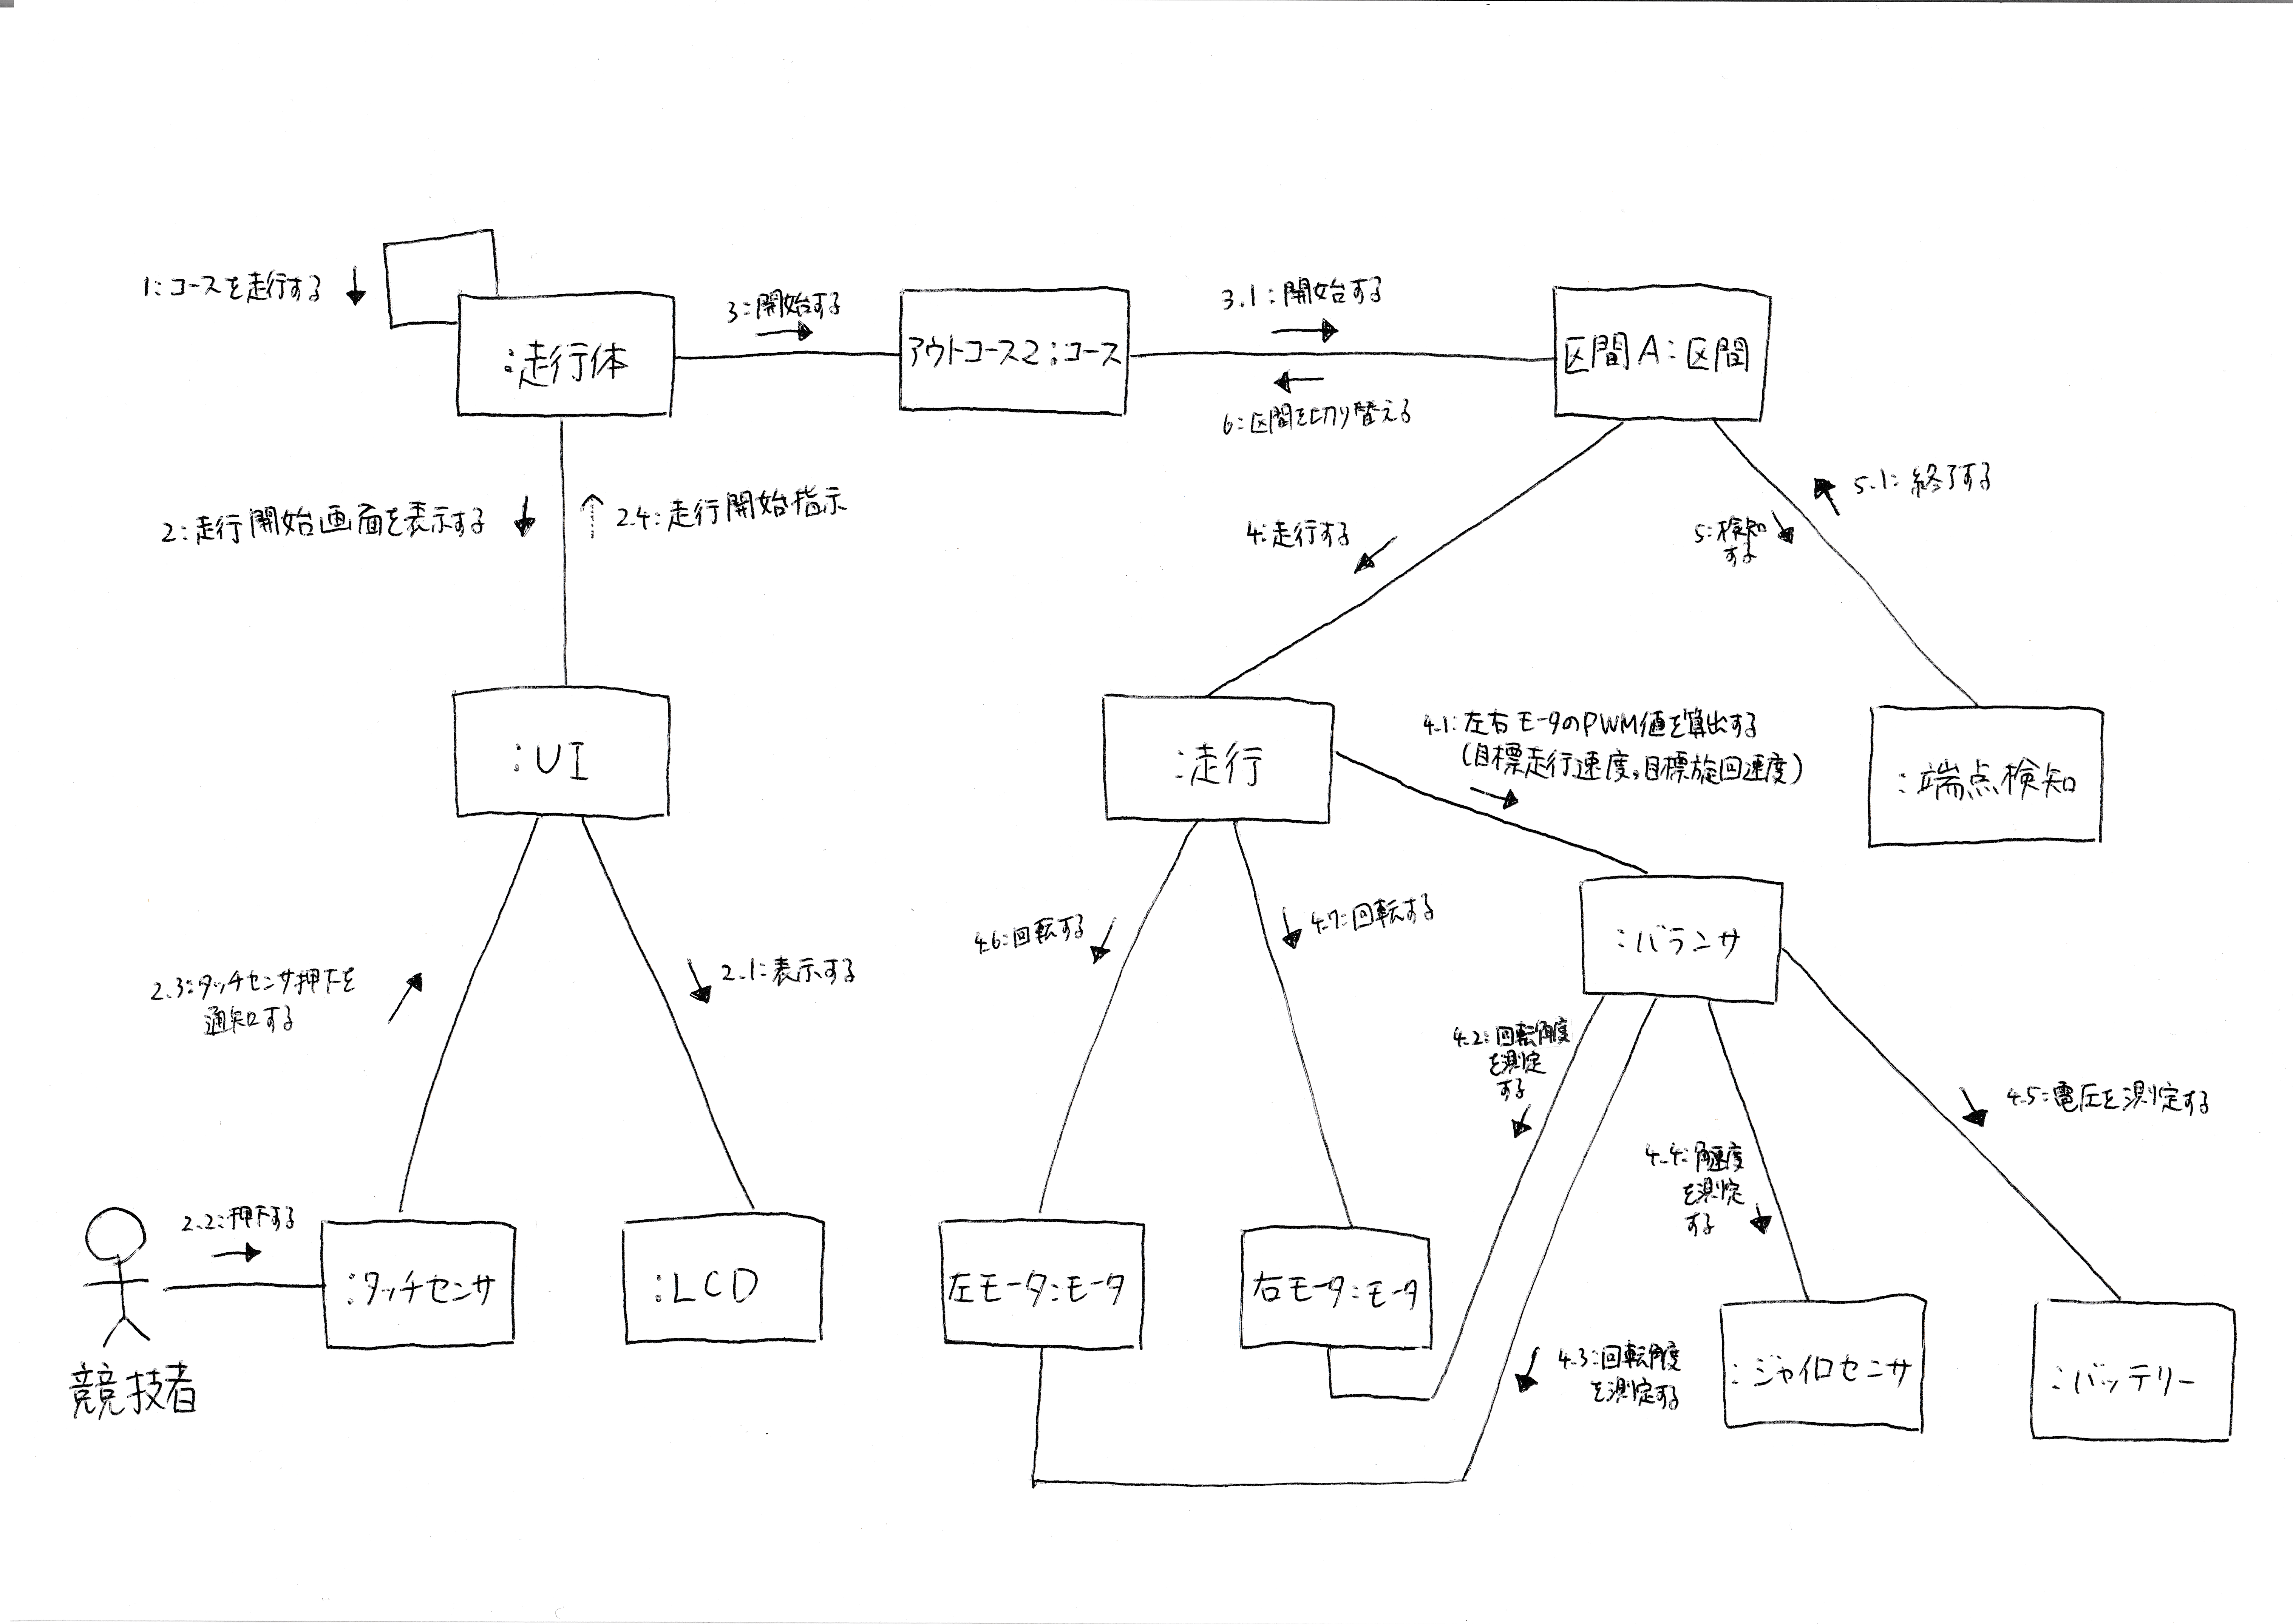 1:コースを走行する
:走行体
3:開始する
アウトコース2:コース
3.1:開始する
6:区間を切り替える
区間A:区間
2:走行開始画面を表示する
2.4:走行開始指示
4:走行する
5:検知
する
5.1:終了する
:UI
:走行
4.1:左右モータのPWM値を算出する
(目標走行速度,目標旋回速度)
:端点検知
2.3:タッチセンサ押下を
通知する
2.1:表示する
4.6:回転する
4.7:回転する
:バランサ
4.2:回転角度
を測定
する
4.4:角速度
を測定
する
4.5:電圧を測定する
2.2:押下する
競技者
:タッチセンサ
:LCD
左モータ:モータ
右モータ:モータ
4.3:回転角度
を測定する
:ジャイロセンサ
:バッテリー